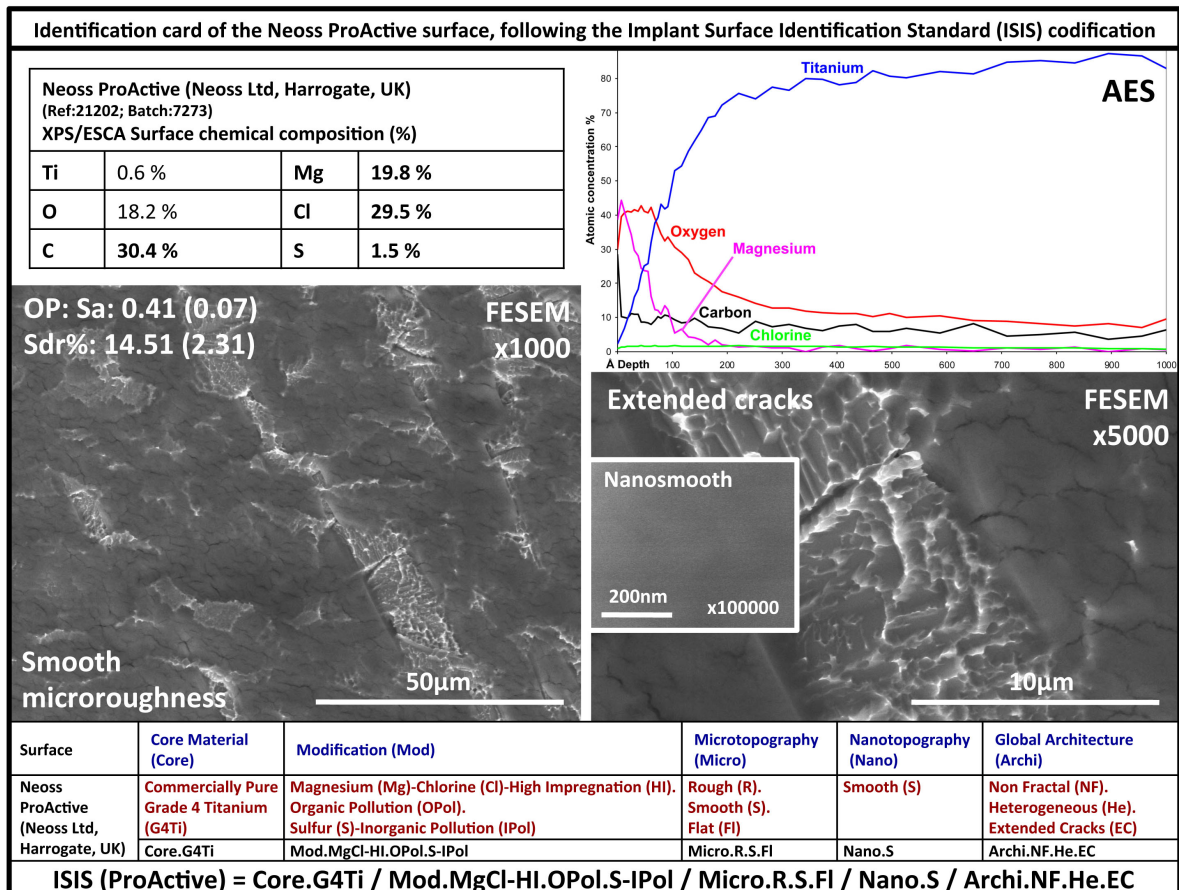 Identification card of the Neoss ProActive surface, following the Implant Surface Identification Standard (ISIS) codification
Neoss ProActive (Neoss Ltd, Harrogate, UK)
(Ref:21202; Batch:7273)
XPS/ESCA Surface chemical composition (%)
Ti 0.6 % Mg 19.8 %
O 18.2 % Cl 29.5 %
C 30.4 % S 1.5 %
AES
Atomic concentration %
80
70
60
50
40
30
20
10
0
Titanium
Oxygen
Magnesium
Carbon
Chlorine
Å Depth 100 200 300 400 500 600 700 800 900 1000
OP: Sa: 0.41 (0.07)
Sdr%: 14.51 (2.31)
FESEM
x1000
Smooth
microroughness
50µm
Extended cracks
FESEM
x5000
Nanosmooth
200nm
x100000
10µm
Surface
Core Material
(Core)
Modification (Mod)
Microtopography
(Micro)
Nanotopography
(Nano)
Global Architecture
(Archi)
Neoss
ProActive
(Neoss Ltd,
Harrogate, UK)
Commercially Pure
Grade 4 Titanium
(G4Ti)
Magnesium (Mg)-Chlorine (Cl)-High Impregnation (HI).
Organic Pollution (OPol).
Sulfur (S)-Inorganic Pollution (IPol)
Rough (R).
Smooth (S).
Flat (Fl)
Smooth (S)
Non Fractal (NF).
Heterogeneous (He).
Extended Cracks (EC)
Core.G4Ti
Mod.MgCl-HI.OPol.S-IPol
Micro.R.S.Fl
Nano.S
Archi.NF.He.EC
ISIS (ProActive) = Core.G4Ti / Mod.MgCl-HI.OPol.S-IPol / Micro.R.S.Fl / Nano.S / Archi.NF.He.EC